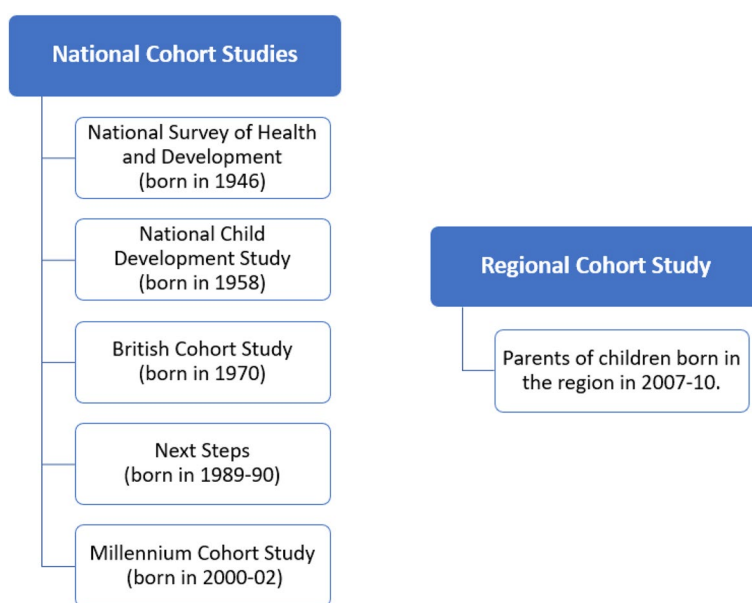 National Cohort Studies
National Survey of Health
and Development
(born in 1946)
National Child
Development Study
(born in 1958)
British Cohort Study
(born in 1970)
Next Steps
(born in 1989-90)
Millennium Cohort Study
(born in 2000-02)
Regional Cohort Study
Parents of children born in
the region in 2007-10.